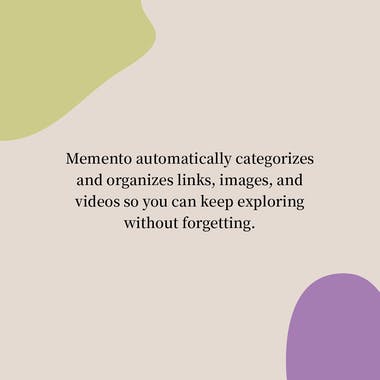 Memento automatically categorizes
and organizes links, images, and
videos so you can keep exploring
without forgetting.